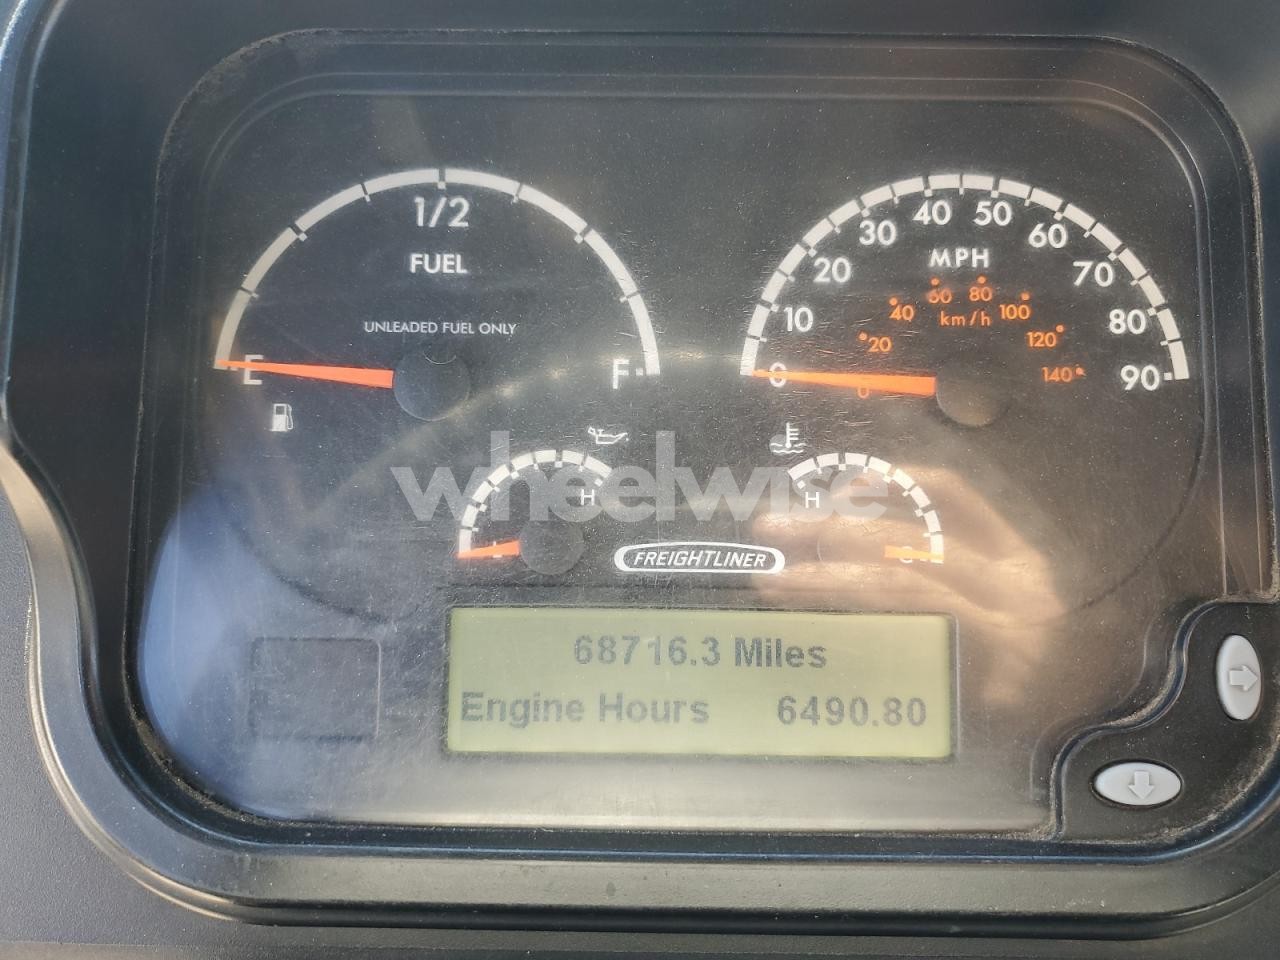 1/2
FUEL
UNLEADED FUEL ONLY
E
F
0 10 20 30 40 50 60 70 80 90
MPH
0 20 40 60 80 100 120 140
km/h
H
H
C
wheelwise
FREIGHTLINER
68716.3 Miles
Engine Hours 6490.80